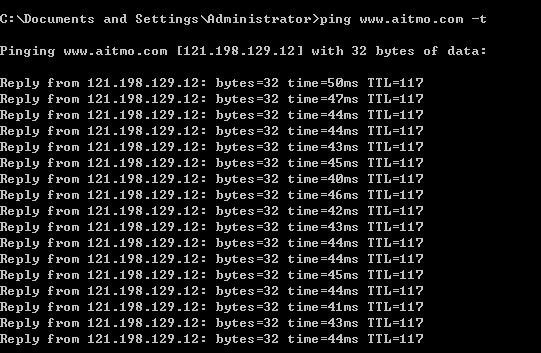 C:\Documents and Settings\Administrator>ping www.aitmo.com -t
Pinging www.aitmo.com [121.198.129.12] with 32 bytes of data:
Reply from 121.198.129.12: bytes=32 time=50ms TTL=117
Reply from 121.198.129.12: bytes=32 time=47ms TTL=117
Reply from 121.198.129.12: bytes=32 time=44ms TTL=117
Reply from 121.198.129.12: bytes=32 time=44ms TTL=117
Reply from 121.198.129.12: bytes=32 time=43ms TTL=117
Reply from 121.198.129.12: bytes=32 time=45ms TTL=117
Reply from 121.198.129.12: bytes=32 time=40ms TTL=117
Reply from 121.198.129.12: bytes=32 time=46ms TTL=117
Reply from 121.198.129.12: bytes=32 time=42ms TTL=117
Reply from 121.198.129.12: bytes=32 time=43ms TTL=117
Reply from 121.198.129.12: bytes=32 time=44ms TTL=117
Reply from 121.198.129.12: bytes=32 time=44ms TTL=117
Reply from 121.198.129.12: bytes=32 time=45ms TTL=117
Reply from 121.198.129.12: bytes=32 time=44ms TTL=117
Reply from 121.198.129.12: bytes=32 time=41ms TTL=117
Reply from 121.198.129.12: bytes=32 time=43ms TTL=117
Reply from 121.198.129.12: bytes=32 time=44ms TTL=117